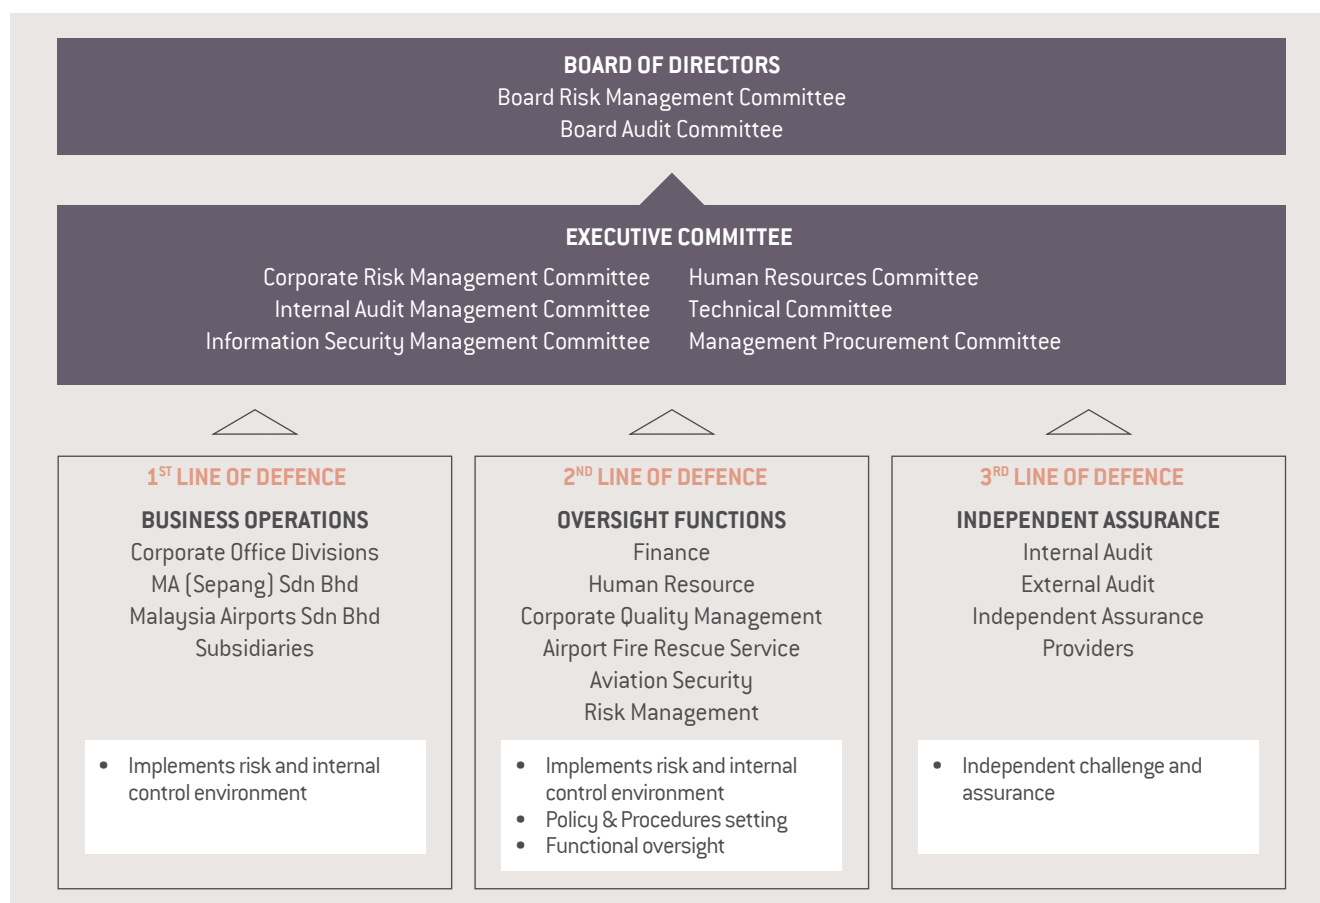 BOARD OF DIRECTORS
Board Risk Management Committee
Board Audit Committee
EXECUTIVE COMMITTEE
Corporate Risk Management Committee
Internal Audit Management Committee
Information Security Management Committee
Human Resources Committee
Technical Committee
Management Procurement Committee
1ST LINE OF DEFENCE
BUSINESS OPERATIONS
Corporate Office Divisions
MA (Sepang) Sdn Bhd
Malaysia Airports Sdn Bhd
Subsidiaries
• Implements risk and internal
control environment
2ND LINE OF DEFENCE
OVERSIGHT FUNCTIONS
Finance
Human Resource
Corporate Quality Management
Airport Fire Rescue Service
Aviation Security
Risk Management
• Implements risk and internal
control environment
• Policy & Procedures setting
• Functional oversight
3RD LINE OF DEFENCE
INDEPENDENT ASSURANCE
Internal Audit
External Audit
Independent Assurance
Providers
• Independent challenge and
assurance